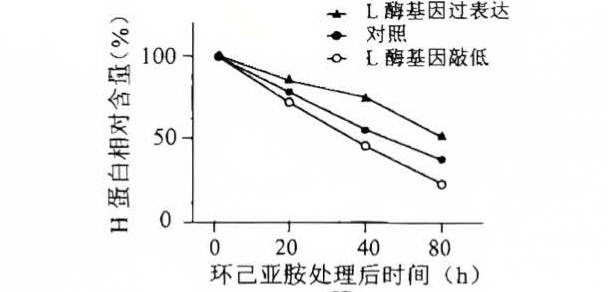 L 酶基因过表达
对照
L 酶基因敲低
H 蛋白相对含量(%)
100
50
0
0 20 40 80
环己亚胺处理后时间（h）